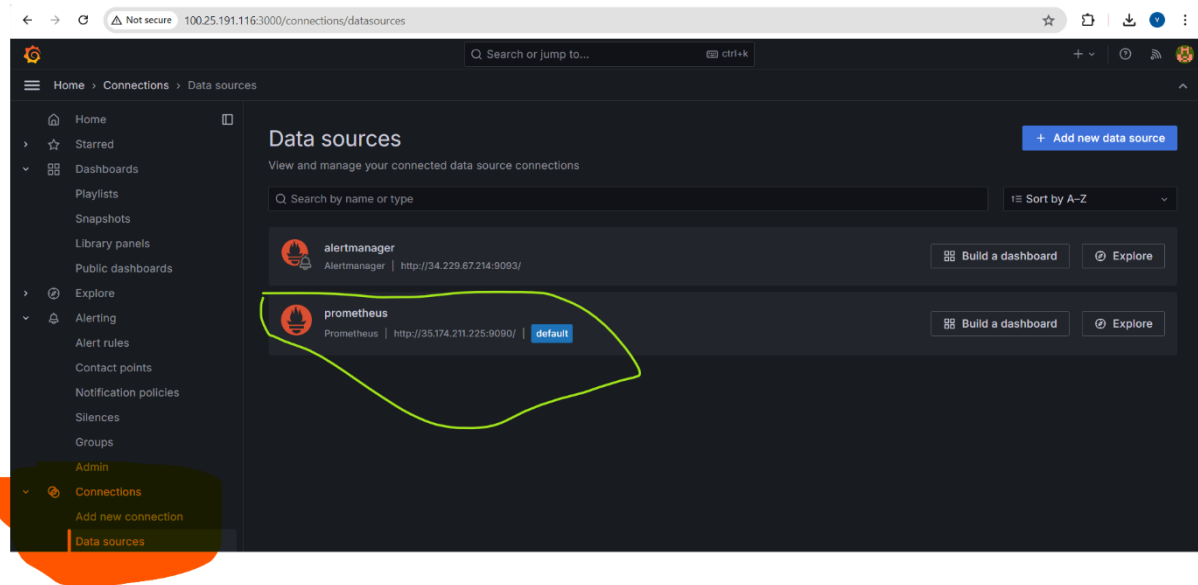 Not secure 100.25.191.116:3000/connections/datasources V
Search or jump to... ctrl+k
Home › Connections › Data sources
Home
Starred
Dashboards
Playlists
Snapshots
Library panels
Public dashboards
Explore
Alerting
Alert rules
Contact points
Notification policies
Silences
Groups
Admin
Connections
Add new connection
Data sources
Data sources
+ Add new data source
View and manage your connected data source connections
Search by name or type
Sort by A–Z
alertmanager
Alertmanager | http://34.229.67.214:9093/
Build a dashboard
Explore
prometheus
Prometheus | http://35.174.211.225:9090/ | default
Build a dashboard
Explore